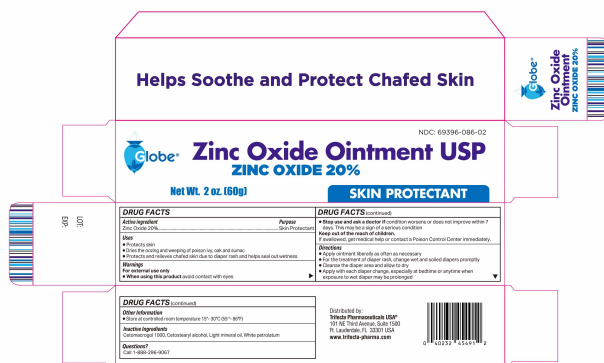 Helps Soothe and Protect Chafed Skin
Globe®
Zinc Oxide
Ointment
ZINC OXIDE 20%
NDC: 69396-086-02
Globe®
Zinc Oxide Ointment USP
ZINC OXIDE 20%
Net Wt. 2 oz. (60g)
SKIN PROTECTANT
LOT:
EXP.
DRUG FACTS
Active ingredient Purpose
Zinc Oxide 20%......Skin Protectant
Uses
• Protects skin
• Dries the oozing and weeping of poison ivy, oak and sumac
• Protects and relieves chafed skin due to diaper rash and helps seal out wetness
Warnings
For external use only
• When using this product avoid contact with eyes
DRUG FACTS (continued)
• Stop use and ask a doctor if condition worsens or does not improve within 7
days. This may be a sign of a serious condition
Keep out of the reach of children.
If swallowed, get medical help or contact a Poison Control Center immediately.
Directions
• Apply ointment liberally as often as necessary
• For the treatment of diaper rash, change wet and soiled diapers promptly
• Cleanse the diaper area and allow to dry
• Apply with each diaper change, especially at bedtime or anytime when
exposure to wet diaper may be prolonged
DRUG FACTS (continued)
Other Information
• Store at controlled room temperature 15°- 30°C (59°- 86°F)
Inactive Ingredients
Cetomacrogol 1000, Cetostearyl alcohol, Light mineral oil, White petrolatum
Questions?
Call 1-888-296-9067
Distributed by:
Trifecta Pharmaceuticals USA®
101 NE Third Avenue, Suite 1500
Ft. Lauderdale, FL 33301 USA
www.trifecta-pharma.com
0 40232 45491 2